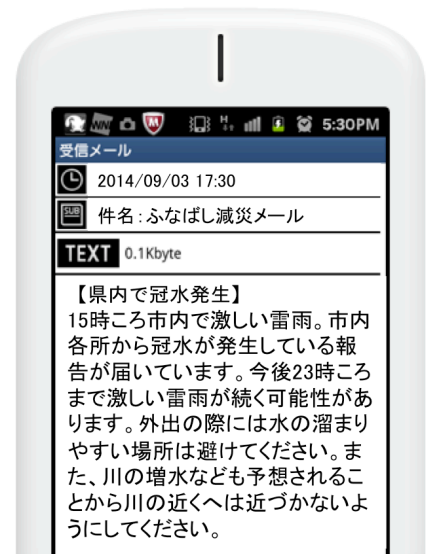 5:30PM
受信メール
2014/09/03 17:30
SUB 件名：ふなばし減災メール
TEXT 0.1Kbyte
【県内で冠水発生】
15時ころ市内で激しい雷雨。市内
各所から冠水が発生している報
告が届いています。今後23時ころ
まで激しい雷雨が続く可能性があ
ります。外出の際には水の溜まり
やすい場所は避けてください。ま
た、川の増水なども予想されるこ
とから川の近くへは近づかないよ
うにしてください。